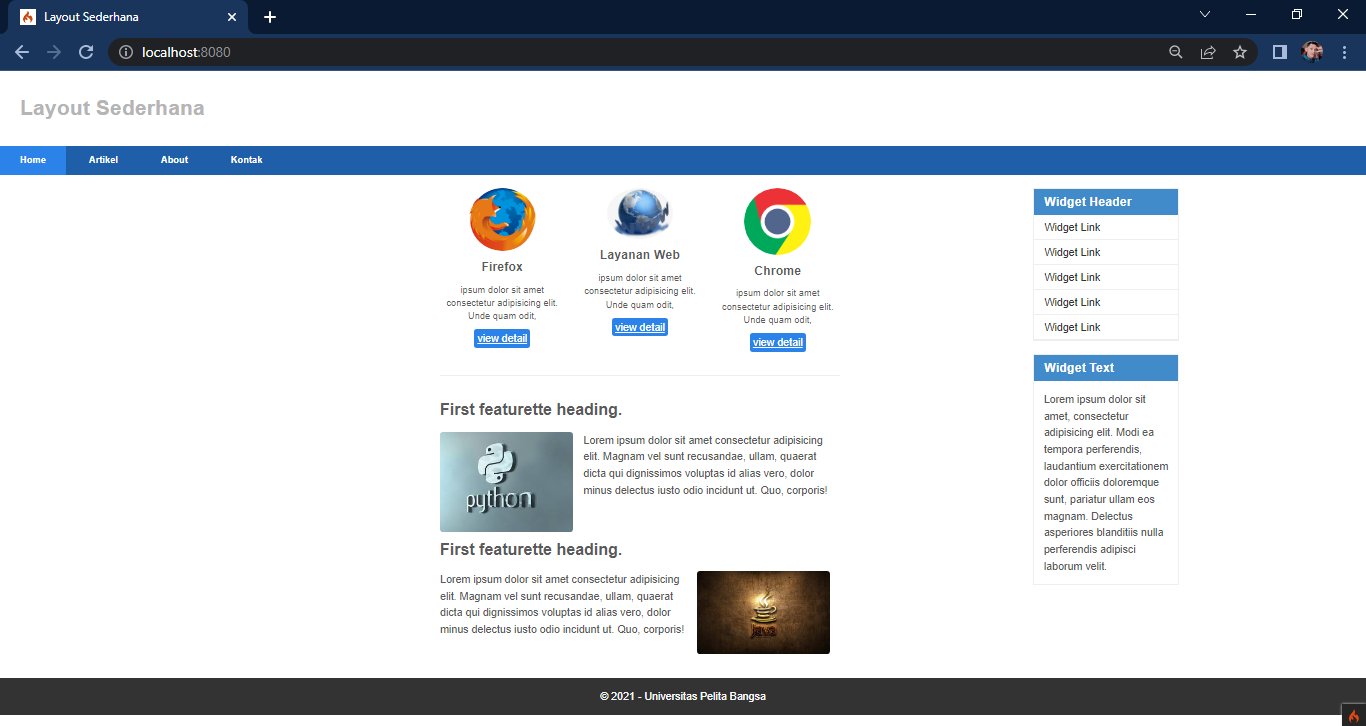 Layout Sederhana
localhost:8080
Layout Sederhana
Home Artikel About Kontak
Firefox
ipsum dolor sit amet
consectetur adipisicing elit.
Unde quam odit,
view detail
Layanan Web
ipsum dolor sit amet
consectetur adipisicing elit.
Unde quam odit,
view detail
Chrome
ipsum dolor sit amet
consectetur adipisicing elit.
Unde quam odit,
view detail
First featurette heading.
python
Lorem ipsum dolor sit amet consectetur adipisicing
elit. Magnam vel sunt recusandae, ullam, quaerat
dicta qui dignissimos voluptas id alias vero, dolor
minus delectus iusto odio incidunt ut. Quo, corporis!
First featurette heading.
Lorem ipsum dolor sit amet consectetur adipisicing
elit. Magnam vel sunt recusandae, ullam, quaerat
dicta qui dignissimos voluptas id alias vero, dolor
minus delectus iusto odio incidunt ut. Quo, corporis!
Java
Widget Header
Widget Link
Widget Link
Widget Link
Widget Link
Widget Link
Widget Text
Lorem ipsum dolor sit
amet, consectetur
adipisicing elit. Modi ea
tempora perferendis,
laudantium exercitationem
dolor officiis doloremque
sunt, pariatur ullam eos
magnam. Delectus
asperiores blanditiis nulla
perferendis adipisci
laborum velit.
© 2021 - Universitas Pelita Bangsa